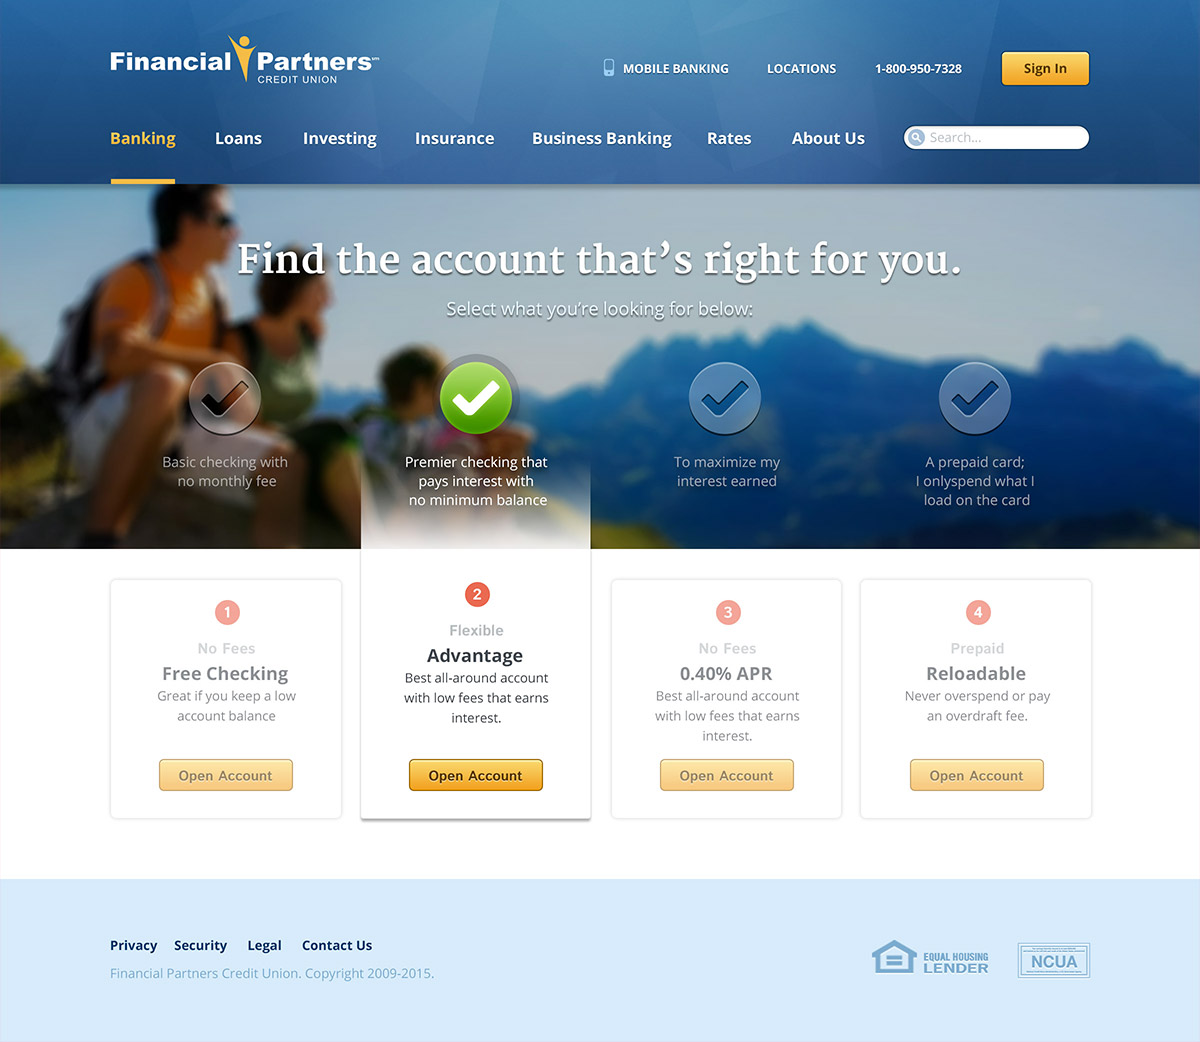 Financial Partners
CREDIT UNION
MOBILE BANKING
LOCATIONS
1-800-950-7328
Sign In
Banking
Loans
Investing
Insurance
Business Banking
Rates
About Us
Search...
Find the account that’s right for you.
Select what you’re looking for below:
Basic checking with
no monthly fee
Premier checking that
pays interest with
no minimum balance
To maximize my
interest earned
A prepaid card;
I onlyspend what I
load on the card
1
No Fees
Free Checking
Great if you keep a low
account balance
Open Account
2
Flexible
Advantage
Best all-around account
with low fees that earns
interest.
Open Account
3
No Fees
0.40% APR
Best all-around account
with low fees that earns
interest.
Open Account
4
Prepaid
Reloadable
Never overspend or pay
an overdraft fee.
Open Account
Privacy
Security
Legal
Contact Us
Financial Partners Credit Union. Copyright 2009-2015.
EQUAL HOUSING
LENDER
NCUA